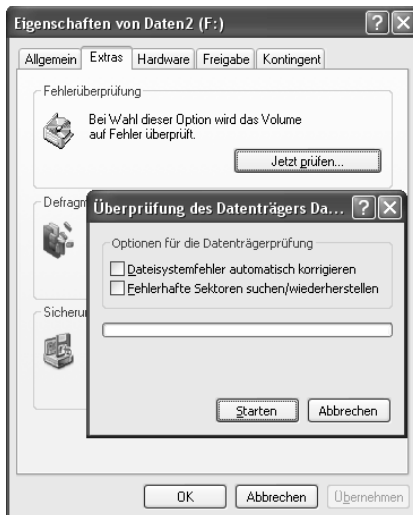 Eigenschaften von Daten2 (F:)
Allgemein Extras Hardware Freigabe Kontingent
Fehlerüberprüfung
Bei Wahl dieser Option wird das Volume
auf Fehler überprüft.
Jetzt prüfen...
Defragm
Überprüfung des Datenträgers Da...
Optionen für die Datenträgerprüfung
Dateisystemfehler automatisch korrigieren
Fehlerhafte Sektoren suchen/wiederherstellen
Sicheru
Starten Abbrechen
OK Abbrechen Übernehmen